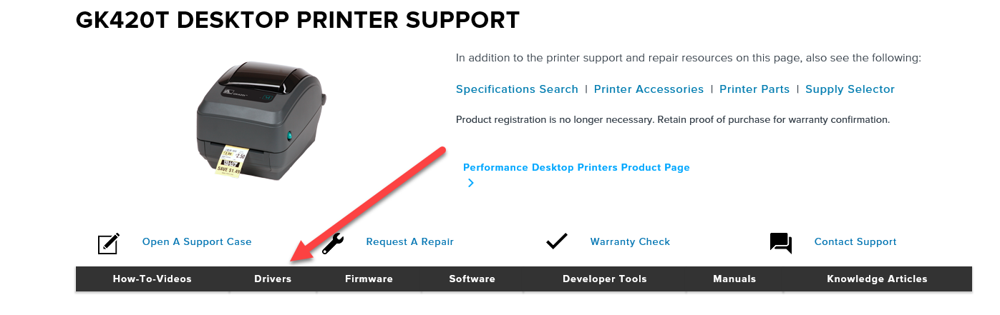 GK420T DESKTOP PRINTER SUPPORT
In addition to the printer support and repair resources on this page, also see the following:
Specifications Search | Printer Accessories | Printer Parts | Supply Selector
Product registration is no longer necessary. Retain proof of purchase for warranty confirmation.
Performance Desktop Printers Product Page
2.50
SAVE $1.49
Open A Support Case
Request A Repair
Warranty Check
Contact Support
How-To-Videos
Drivers
Firmware
Software
Developer Tools
Manuals
Knowledge Articles